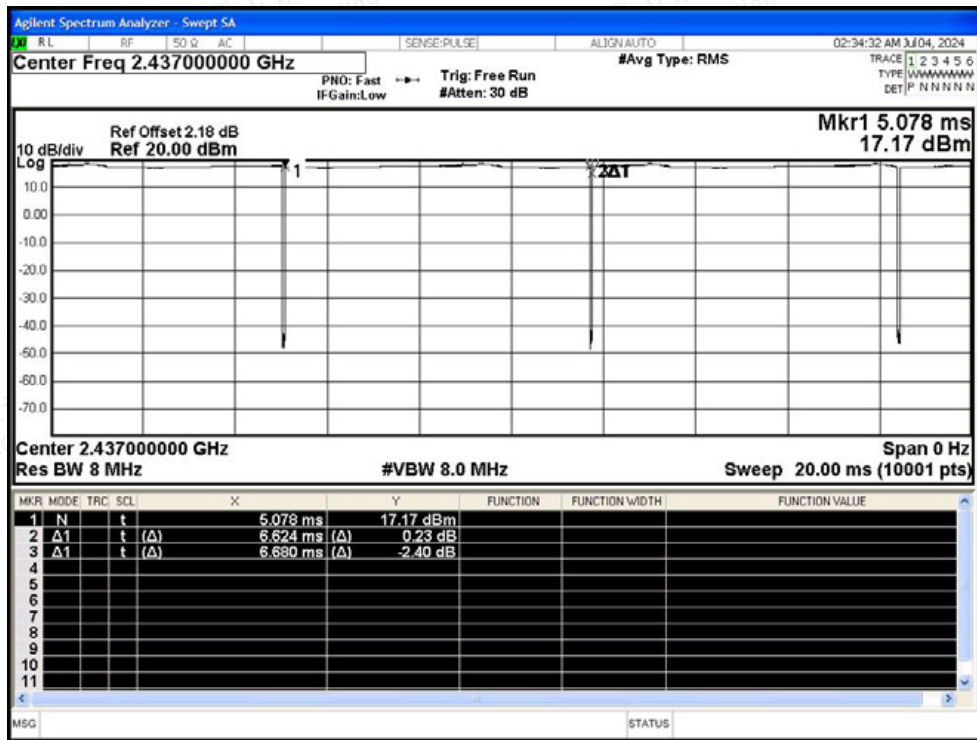 Agilent Spectrum Analyzer - Swept SA
LXI RL RF 50 Ω AC SENSE:PULSE ALIGNAUTO 02:34:32 AM Jul 04, 2024
Center Freq 2.437000000 GHz #Avg Type: RMS TRACE 1 2 3 4 5 6
PNO: Fast Trig: Free Run TYPE WWWWWW
IFGain:Low #Atten: 30 dB DET P N N N N N
Mkr1 5.078 ms
Ref Offset 2.18 dB
10 dB/div Ref 20.00 dBm 17.17 dBm
Log
1 2Δ1
10.0
0.00
-10.0
-20.0
-30.0
-40.0
-50.0
-60.0
-70.0
Center 2.437000000 GHz Span 0 Hz
Res BW 8 MHz #VBW 8.0 MHz Sweep 20.00 ms (10001 pts)
MKR MODE TRC SCL X Y FUNCTION FUNCTION WIDTH FUNCTION VALUE
1 N t 5.078 ms 17.17 dBm
2 Δ1 t (Δ) 6.624 ms (Δ) 0.23 dB
3 Δ1 t (Δ) 6.680 ms (Δ) -2.40 dB
4
5
6
7
8
9
10
11
MSG STATUS